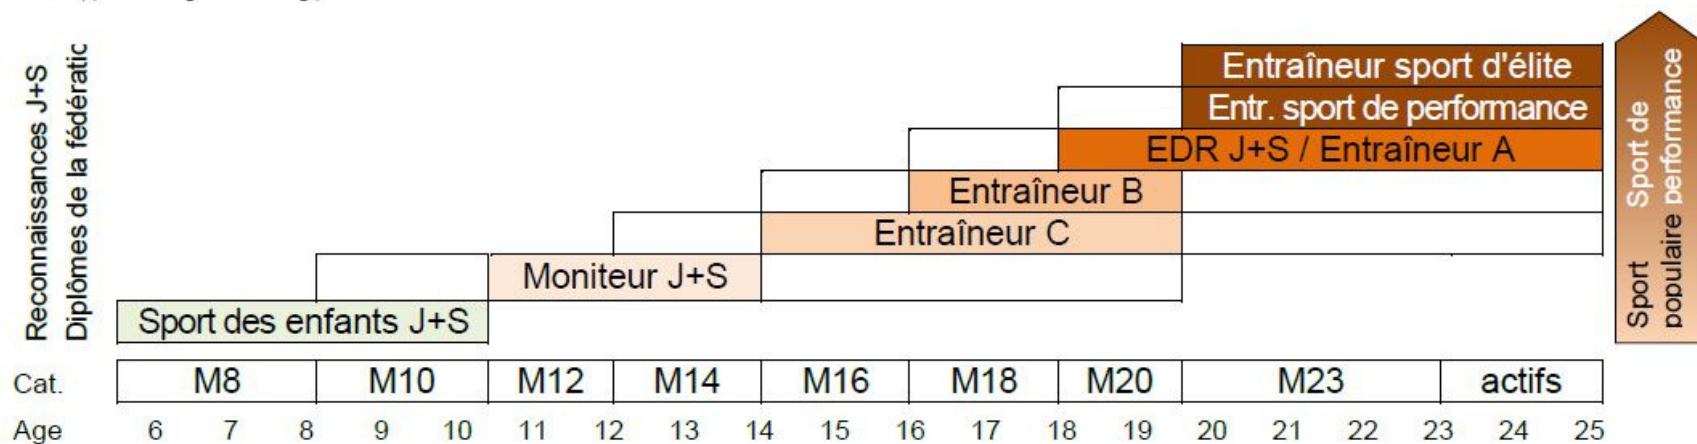 Reconnaissances J+S
Diplômes de la fédératic
Entraîneur sport d'élite
Entr. sport de performance
EDR J+S / Entraîneur A
Entraîneur B
Entraîneur C
Moniteur J+S
Sport des enfants J+S
Sport populaire
Sport de performance
Cat. M8 M10 M12 M14 M16 M18 M20 M23 actifs
Age 6 7 8 9 10 11 12 13 14 15 16 17 18 19 20 21 22 23 24 25